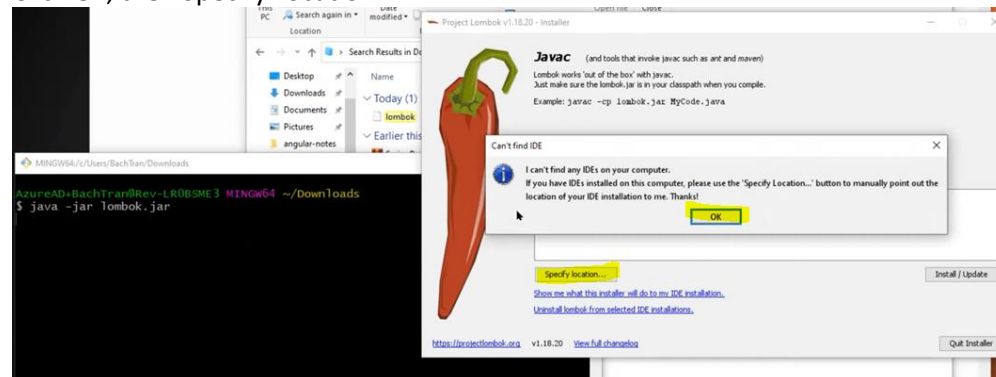 This
PC
Search again in
Date
modified
Location
Open file
Close
Search Results in Do
Desktop
Downloads
Documents
Pictures
angular-notes
Name
Today (1)
lombok
Earlier this
Project Lombok v1.18.20 - Installer
Javac (and tools that invoke javac such as ant and maven)
Lombok works 'out of the box' with javac.
Just make sure the lombok.jar is in your classpath when you compile.
Example: javac -cp lombok.jar MyCode.java
Can't find IDE
I can't find any IDEs on your computer.
If you have IDEs installed on this computer, please use the 'Specify Location...' button to manually point out the
location of your IDE installation to me. Thanks!
OK
MINGW64:/c/Users/BachTran/Downloads
AzureAD+BachTran@Rev-LR0BSME3 MINGW64 ~/Downloads
$ java -jar lombok.jar
Specify location...
Install / Update
Show me what this installer will do to my IDE installation.
Uninstall lombok from selected IDE installations.
https://projectlombok.org v1.18.20 View full changelog
Quit Installer